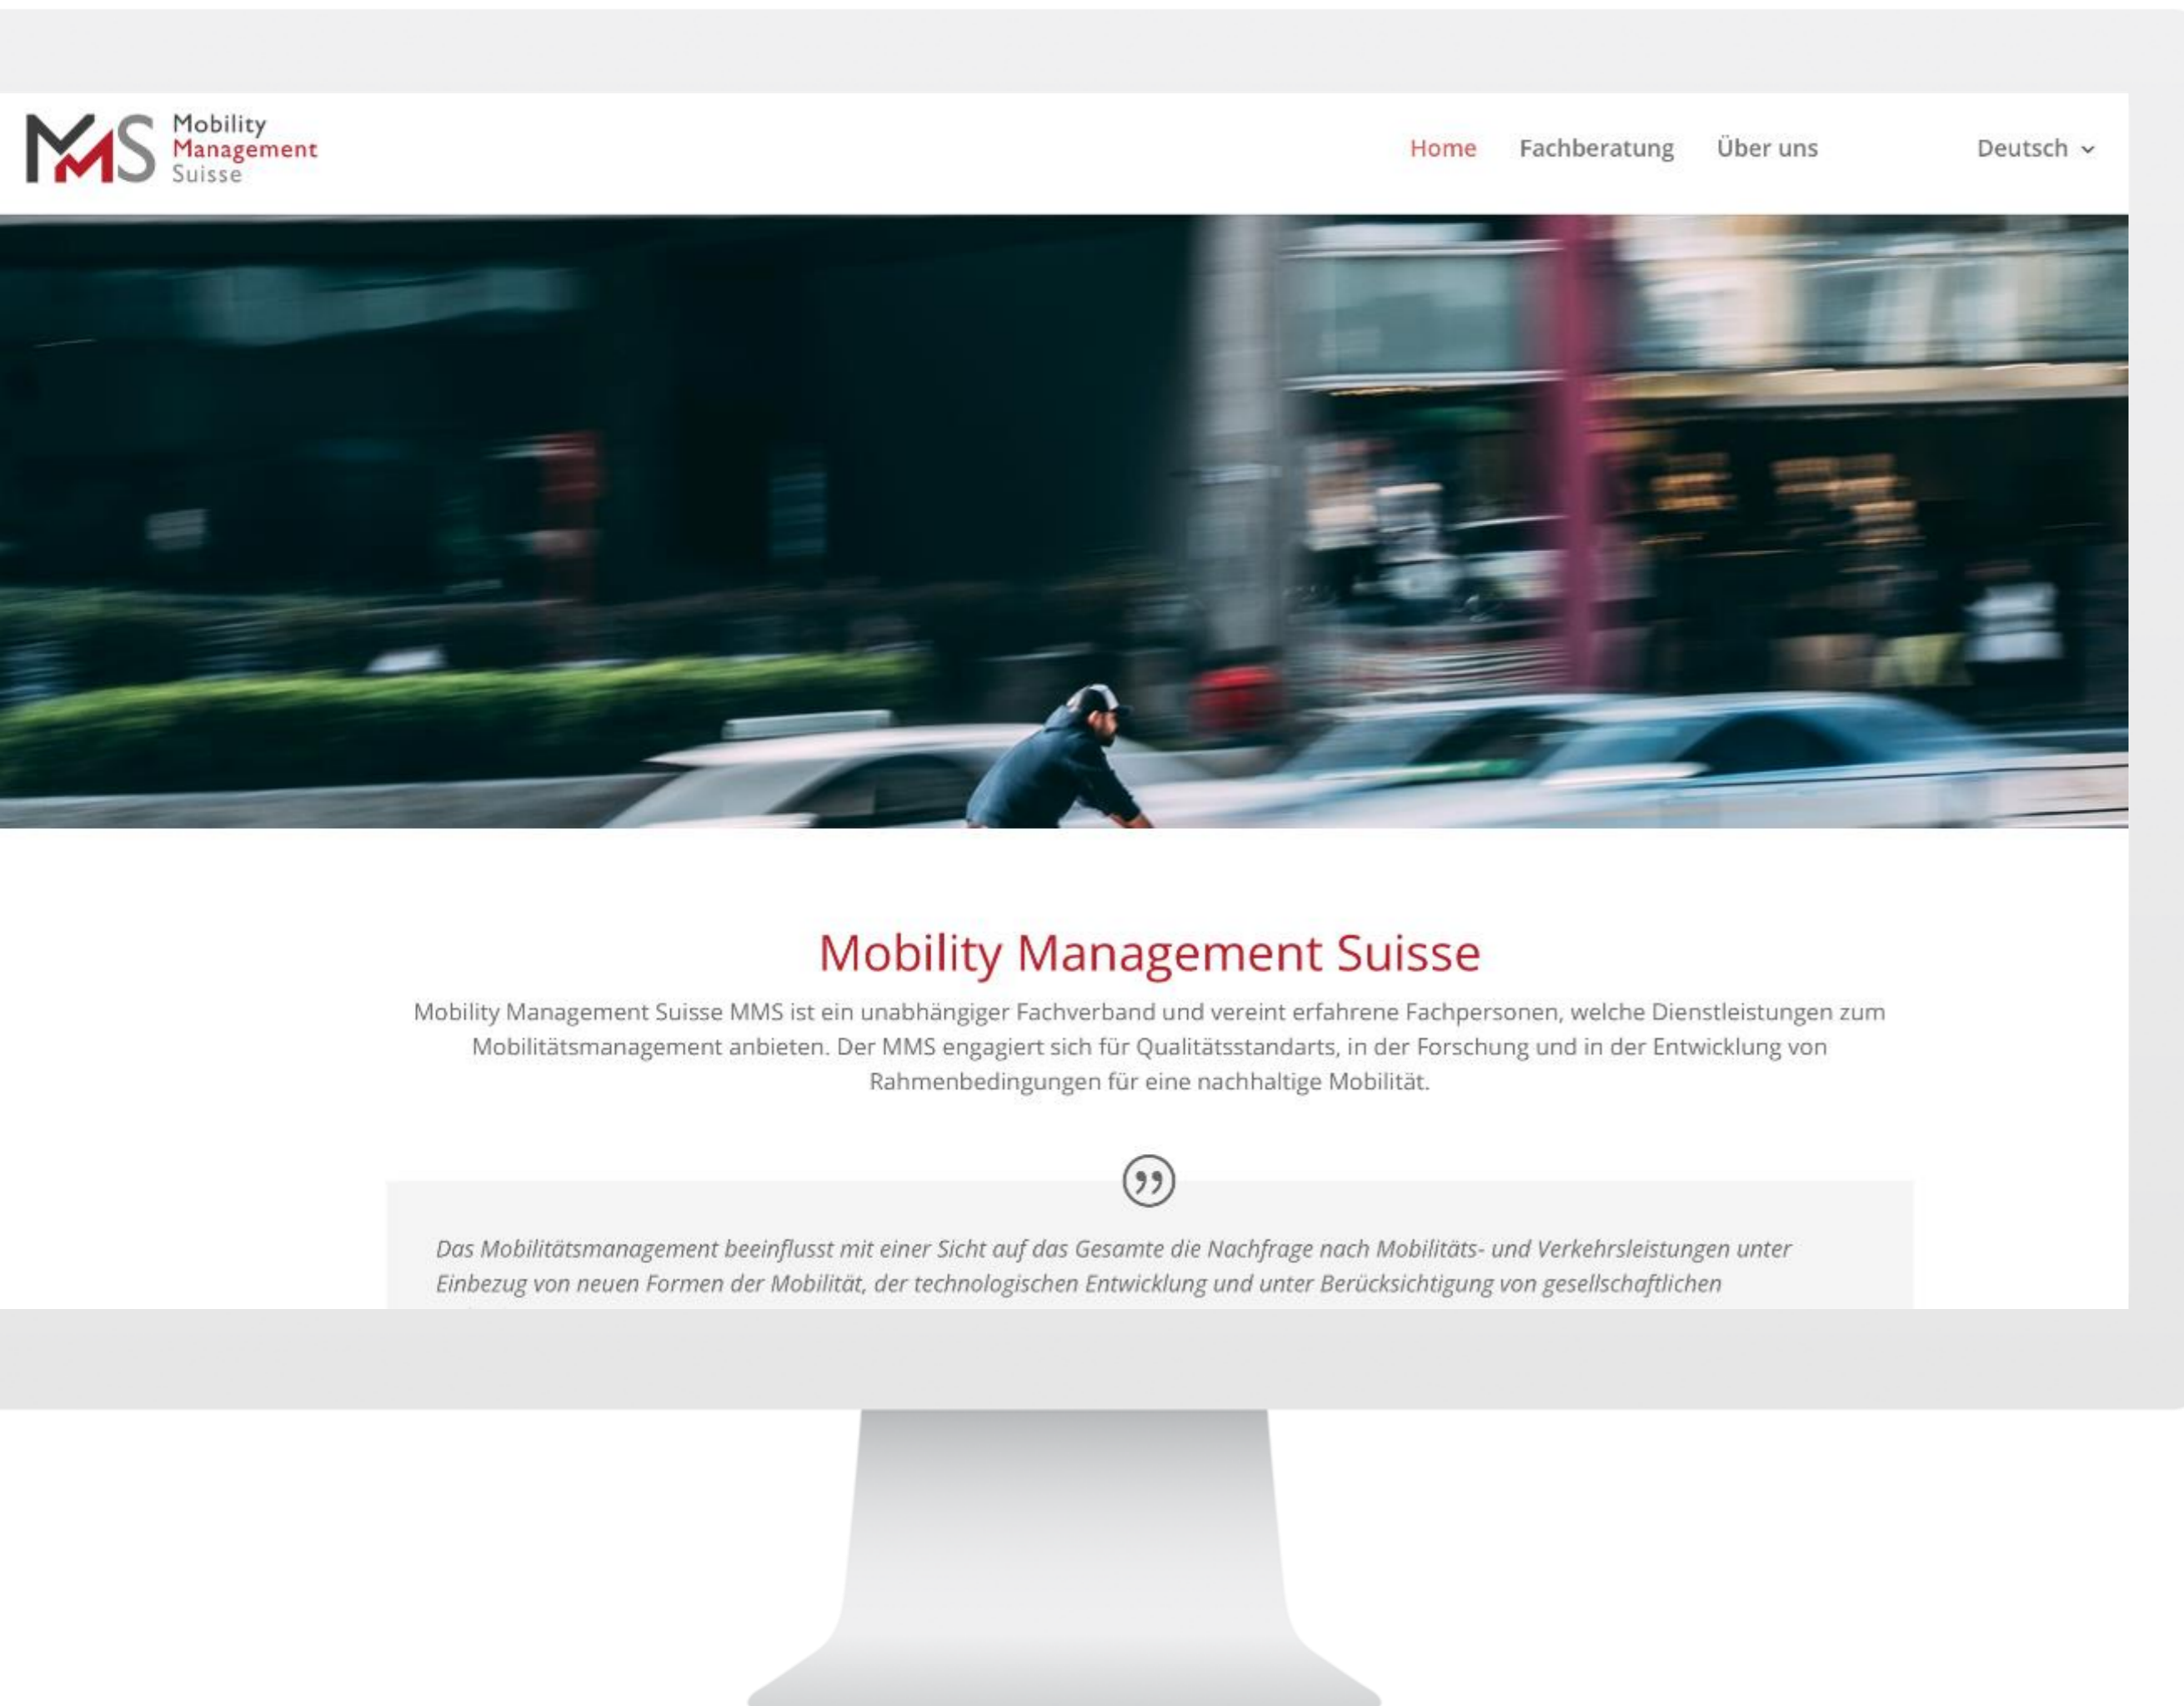 MMS
Mobility
Management
Suisse
Home
Fachberatung
Über uns
Deutsch
Mobility Management Suisse
Mobility Management Suisse MMS ist ein unabhängiger Fachverband und vereint erfahrene Fachpersonen, welche Dienstleistungen zum
Mobilitätsmanagement anbieten. Der MMS engagiert sich für Qualitätsstandarts, in der Forschung und in der Entwicklung von
Rahmenbedingungen für eine nachhaltige Mobilität.
Das Mobilitätsmanagement beeinflusst mit einer Sicht auf das Gesamte die Nachfrage nach Mobilitäts- und Verkehrsleistungen unter
Einbezug von neuen Formen der Mobilität, der technologischen Entwicklung und unter Berücksichtigung von gesellschaftlichen